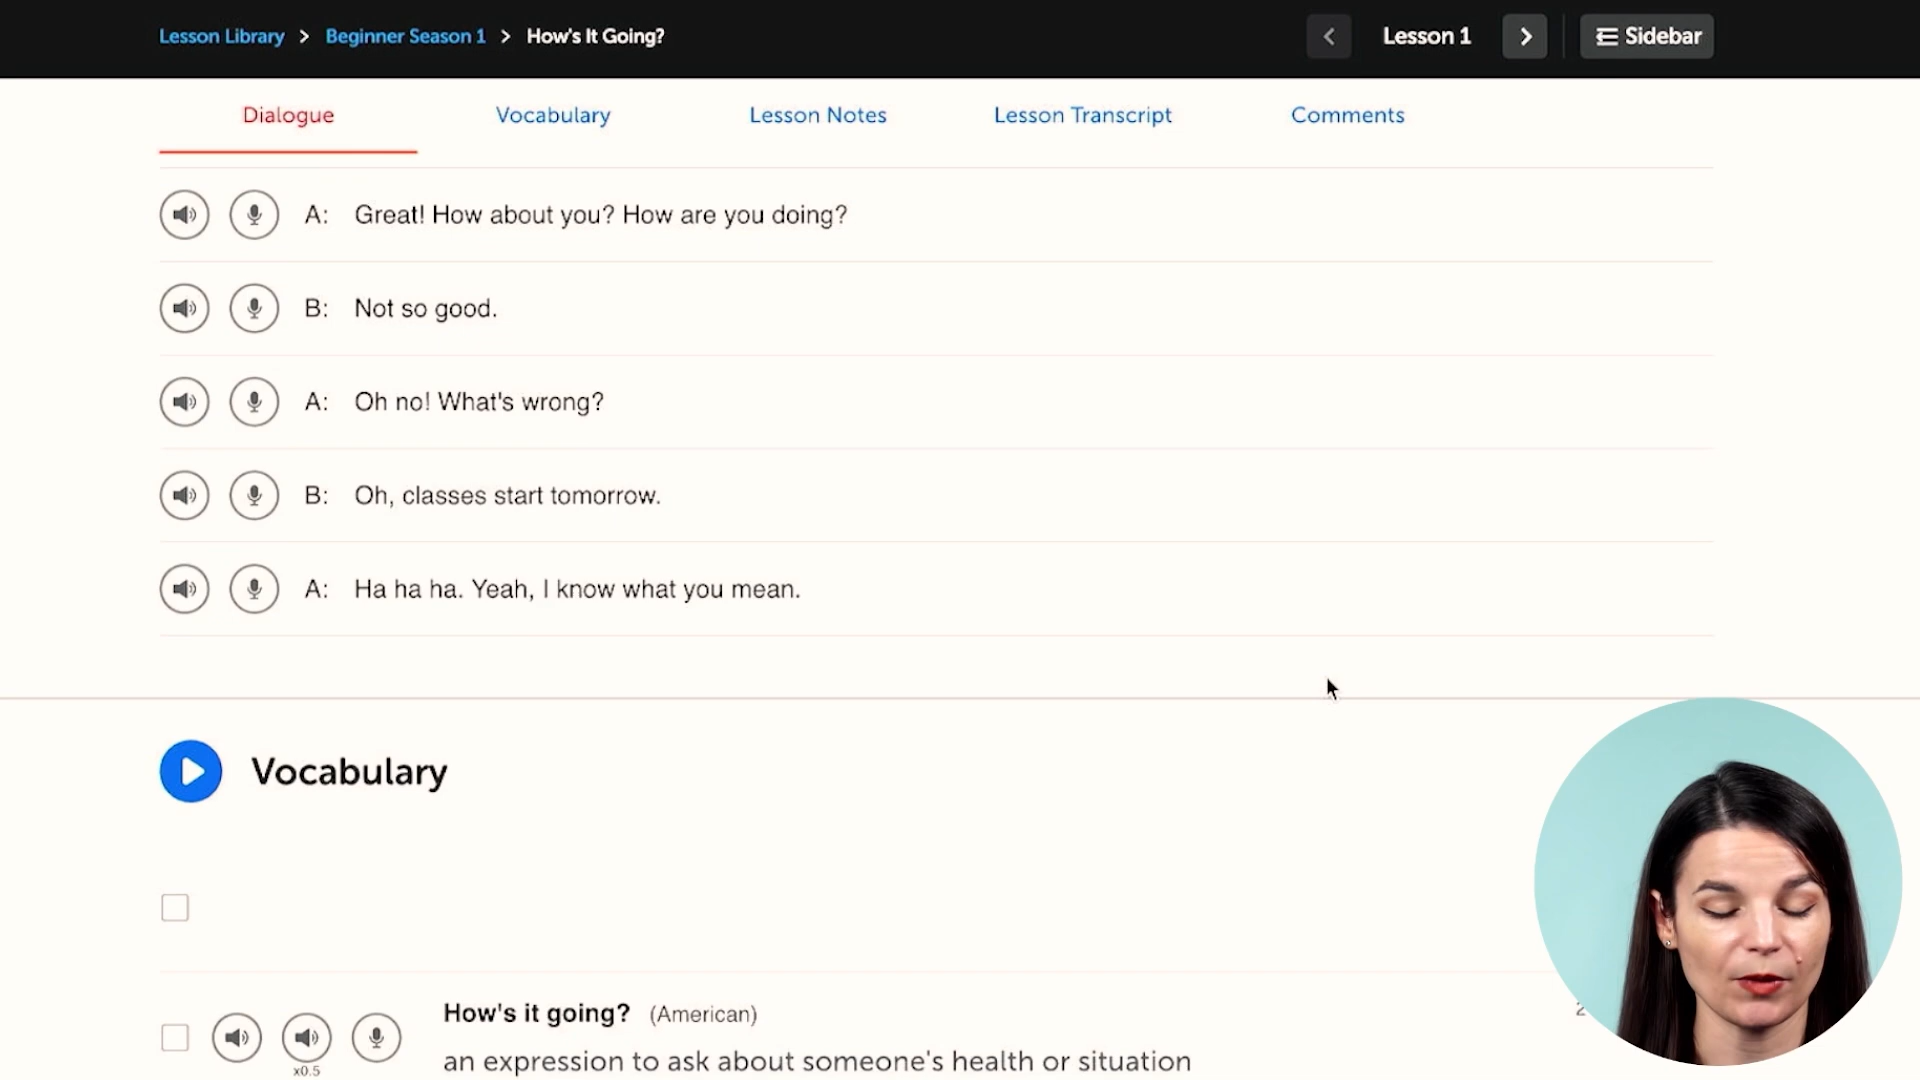 Lesson Library > Beginner Season 1 > How's It Going?
Lesson 1
Sidebar
Dialogue Vocabulary Lesson Notes Lesson Transcript Comments
A: Great! How about you? How are you doing?
B: Not so good.
A: Oh no! What's wrong?
B: Oh, classes start tomorrow.
A: Ha ha ha. Yeah, I know what you mean.
Vocabulary
How's it going? (American)
an expression to ask about someone's health or situation
x0.5